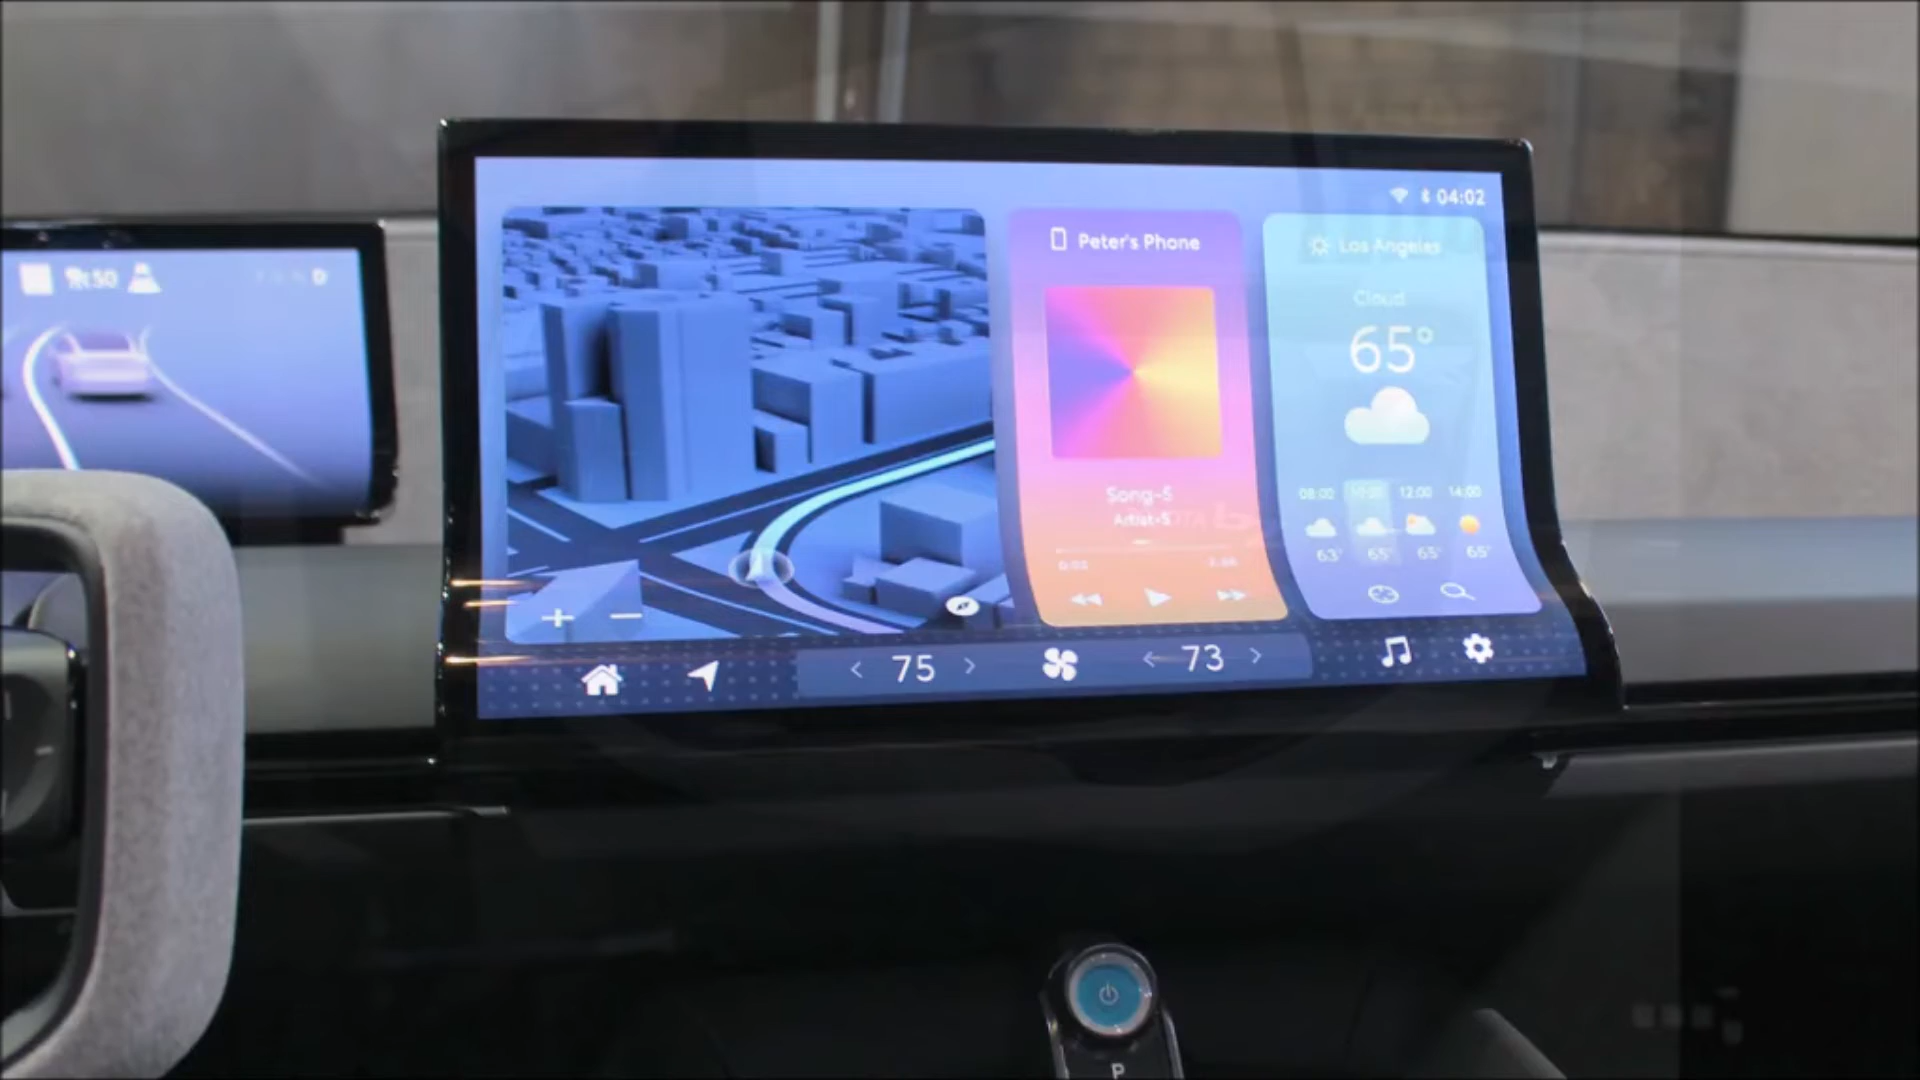 04:02
50
D
Peter's Phone
Song-5
Artist-5
Los Angeles
Cloud
65°
08:00 12:00 14:00
63° 65° 65° 65°
75 73
P